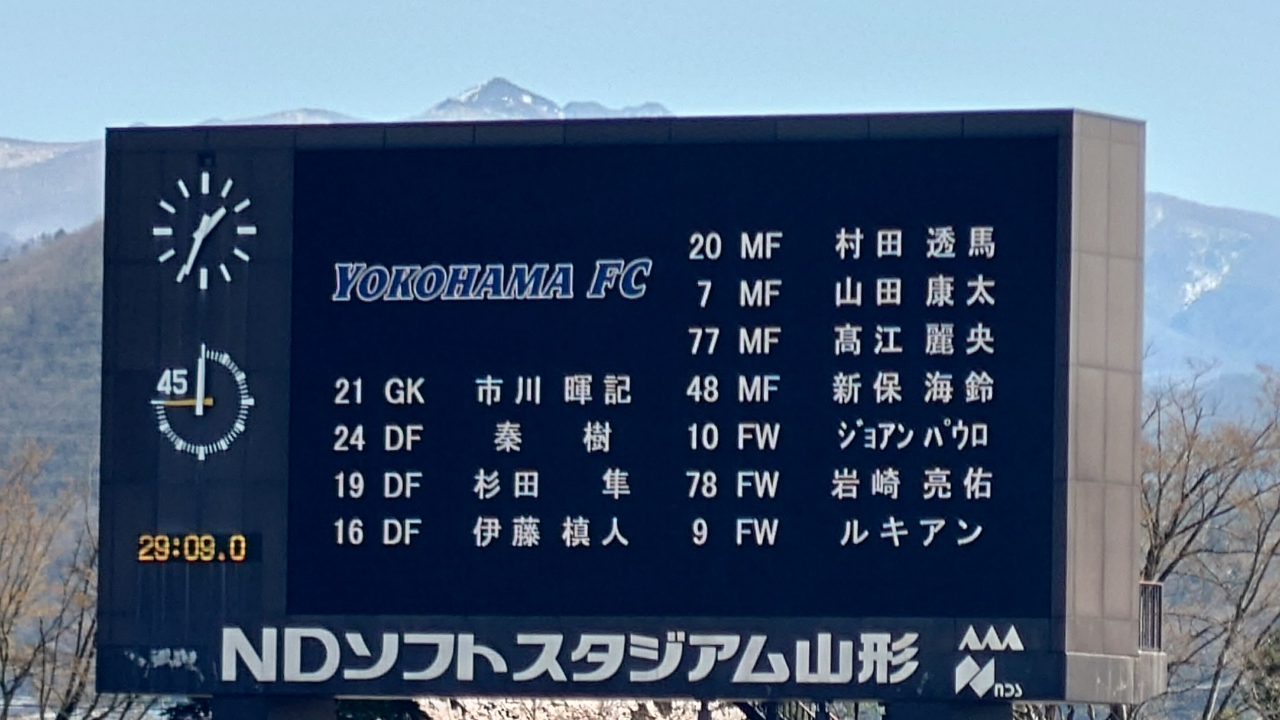 YOKOHAMA FC
21 GK 市川 暉記
24 DF 秦 樹
19 DF 杉田 隼
16 DF 伊藤 槙人
20 MF 村田 透馬
7 MF 山田 康太
77 MF 髙江 麗央
48 MF 新保 海鈴
10 FW ジョアン パウロ
78 FW 岩崎 亮佑
9 FW ルキアン
45
29:09.0
NDソフトスタジアム山形
NDS